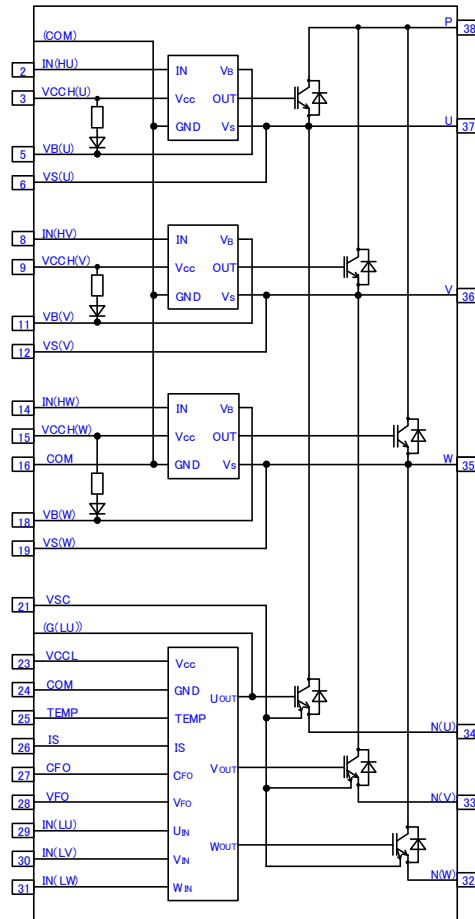 (COM)
P
38
2
IN(HU)
IN
VB
3
VCCH(U)
Vcc
OUT
GND
Vs
U
37
5
VB(U)
6
VS(U)
8
IN(HV)
IN
VB
9
VCCH(V)
Vcc
OUT
GND
Vs
V
36
11
VB(V)
12
VS(V)
14
IN(HW)
IN
VB
15
VCCH(W)
Vcc
OUT
16
COM
GND
Vs
W
35
18
VB(W)
19
VS(W)
21
VSC
(G(LU))
23
VCCL
Vcc
24
COM
GND
UOUT
25
TEMP
TEMP
N(U)
34
26
IS
IS
27
CFO
CFO
VOUT
28
VFO
VFO
N(V)
33
29
IN(LU)
UIN
30
IN(LV)
VIN
WOUT
31
IN(LW)
WIN
N(W)
32